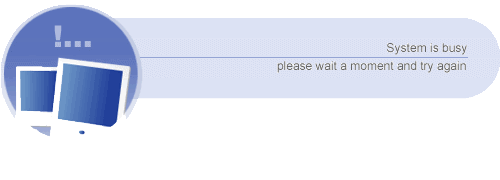 !...
System is busy
please wait a moment and try again